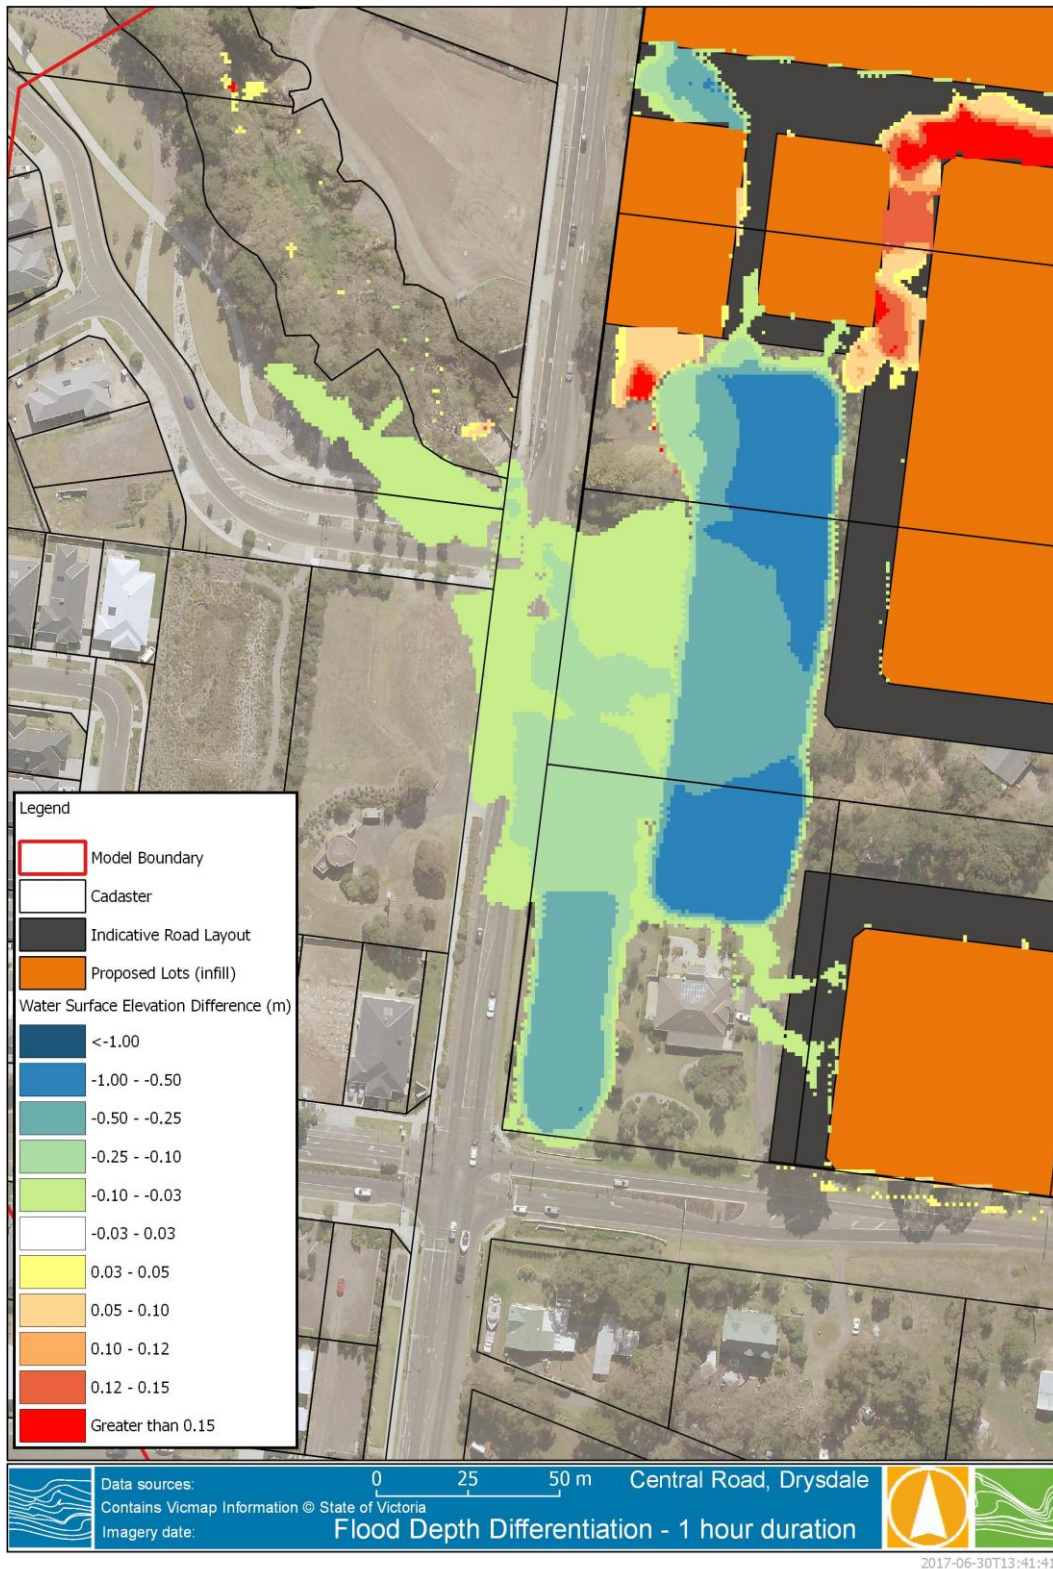 Legend
Model Boundary
Cadaster
Indicative Road Layout
Proposed Lots (infill)
Water Surface Elevation Difference (m)
<-1.00
-1.00 - -0.50
-0.50 - -0.25
-0.25 - -0.10
-0.10 - -0.03
-0.03 - 0.03
0.03 - 0.05
0.05 - 0.10
0.10 - 0.12
0.12 - 0.15
Greater than 0.15
Data sources:
Contains Vicmap Information © State of Victoria
Imagery date:
0 25 50 m
Central Road, Drysdale
Flood Depth Differentiation - 1 hour duration
2017-06-30T13:41:41